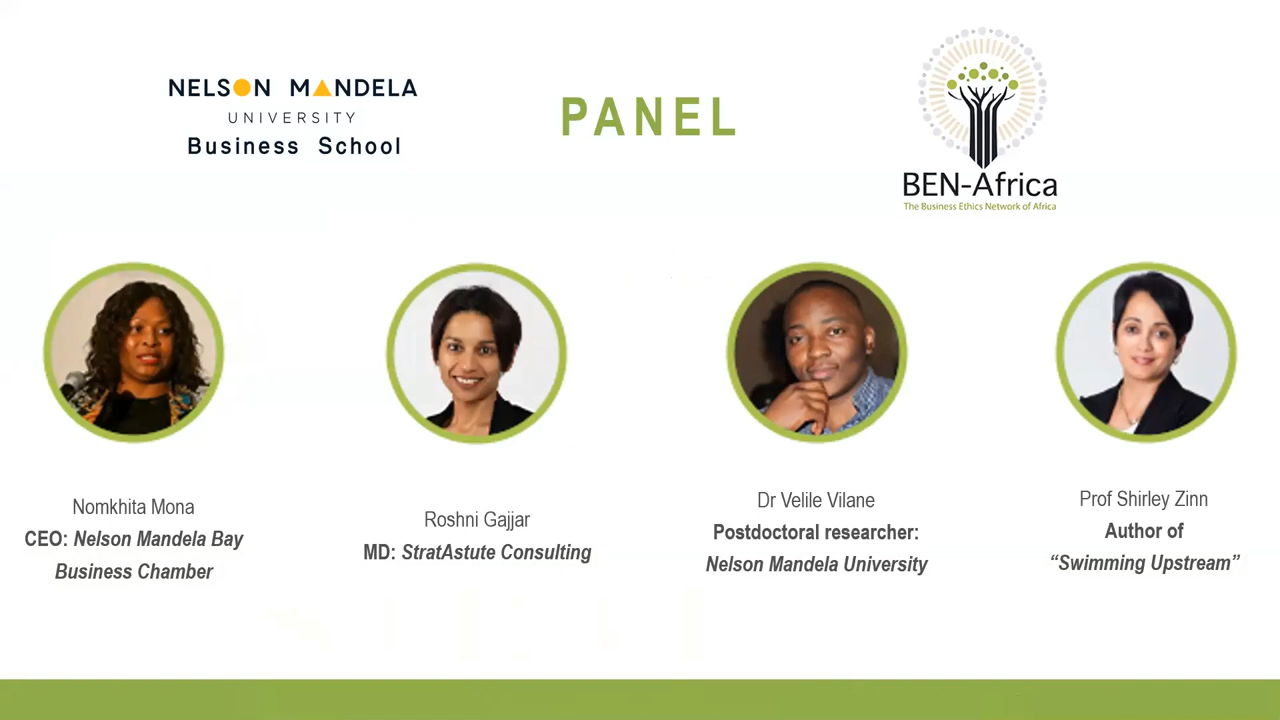 NELSON MANDELA
UNIVERSITY
Business School
PANEL
BEN-Africa
The Business Ethics Network of Africa
Nomkhita Mona
CEO: Nelson Mandela Bay
Business Chamber
Roshni Gajjar
MD: StratAstute Consulting
Dr Velile Vilane
Postdoctoral researcher:
Nelson Mandela University
Prof Shirley Zinn
Author of
“Swimming Upstream”